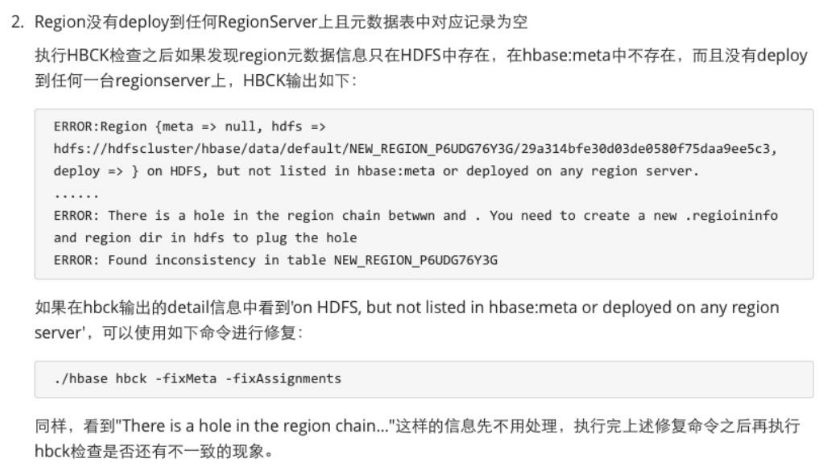 2. Region没有deploy到任何RegionServer上且元数据表中对应记录为空
执行HBCK检查之后如果发现region元数据信息只在HDFS中存在，在hbase:meta中不存在，而且没有deploy
到任何一台regionserver上，HBCK输出如下：
ERROR:Region {meta => null, hdfs =>
hdfs://hdfscluster/hbase/data/default/NEW_REGION_P6UDG76Y3G/29a314bfe30d03de0580f75daa9ee5c3,
deploy => } on HDFS, but not listed in hbase:meta or deployed on any region server.
......
ERROR: There is a hole in the region chain betwwn and . You need to create a new .regioininfo
and region dir in hdfs to plug the hole
ERROR: Found inconsistency in table NEW_REGION_P6UDG76Y3G
如果在hbck输出的detail信息中看到'on HDFS, but not listed in hbase:meta or deployed on any region
server'，可以使用如下命令进行修复：
./hbase hbck -fixMeta -fixAssignments
同样，看到"There is a hole in the region chain..."这样的信息先不用处理，执行完上述修复命令之后再执行
hbck检查是否还有不一致的现象。